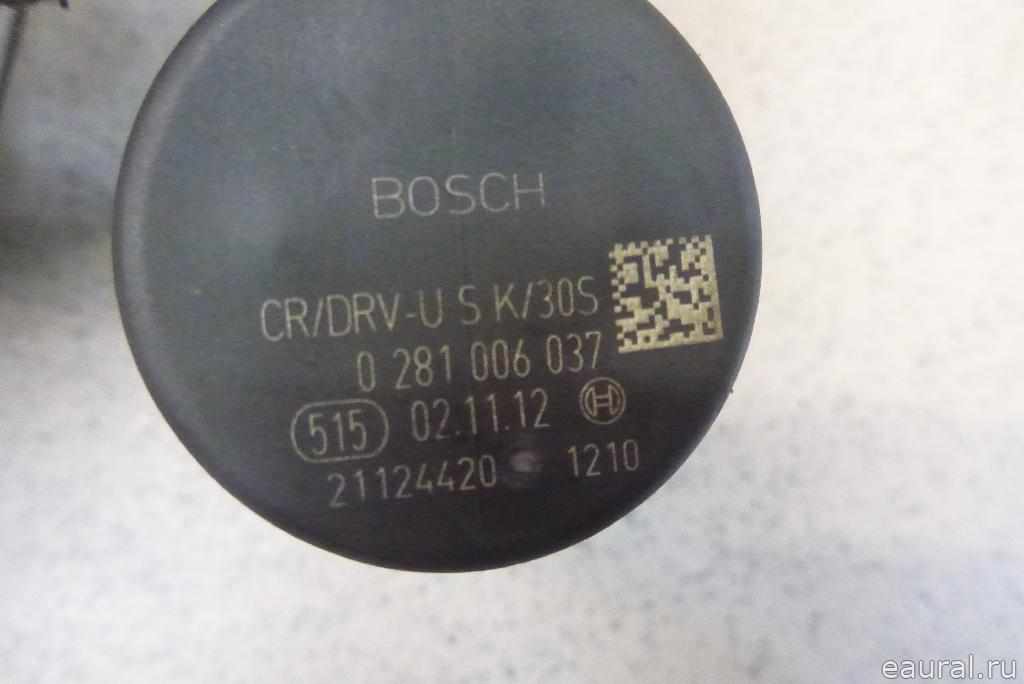 BOSCH
CR/DRV-U S K/30S
0 281 006 037
515 02.11.12
21124420 1210
eaural.ru